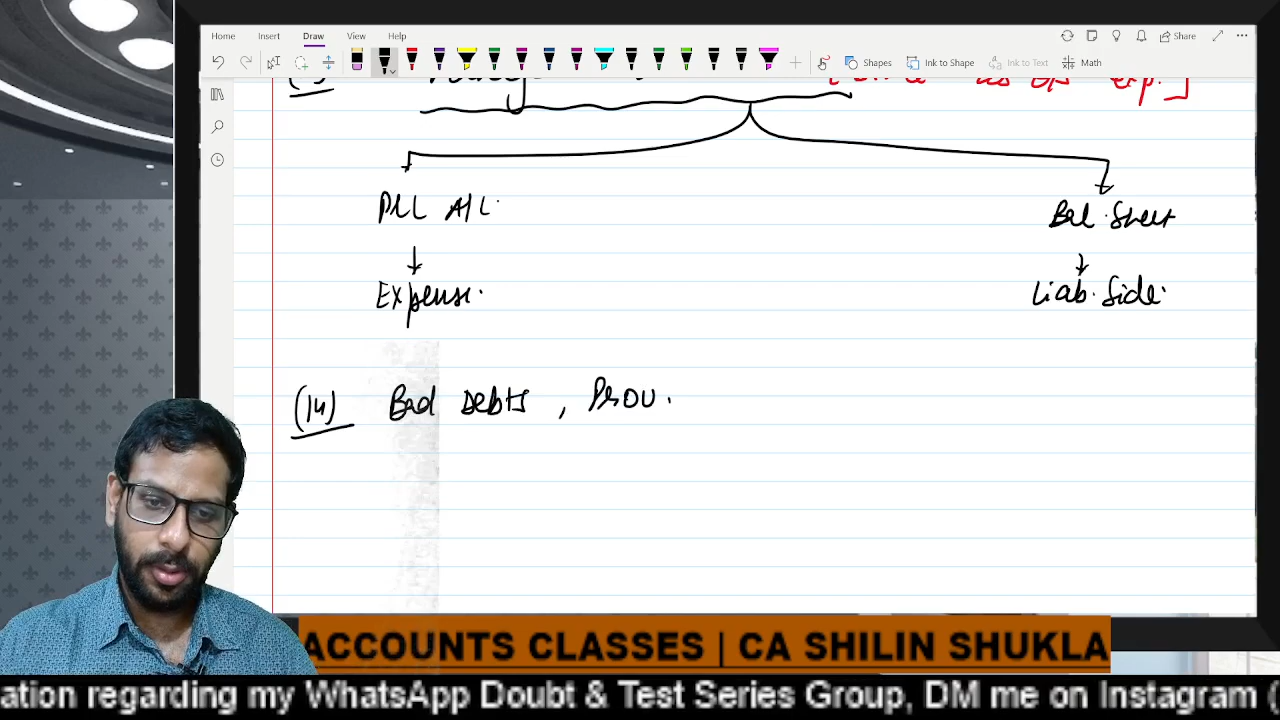 Home Insert Draw View Help Share
Shapes Ink to Shape Ink to Text Math
exp.]
P&L A/c.
Bal. Sheet
Expense.
Liab. Side.
(14) Bad Debts, Prov.
ACCOUNTS CLASSES | CA SHILIN SHUKLA
ation regarding my WhatsApp Doubt & Test Series Group, DM me on Instagram (